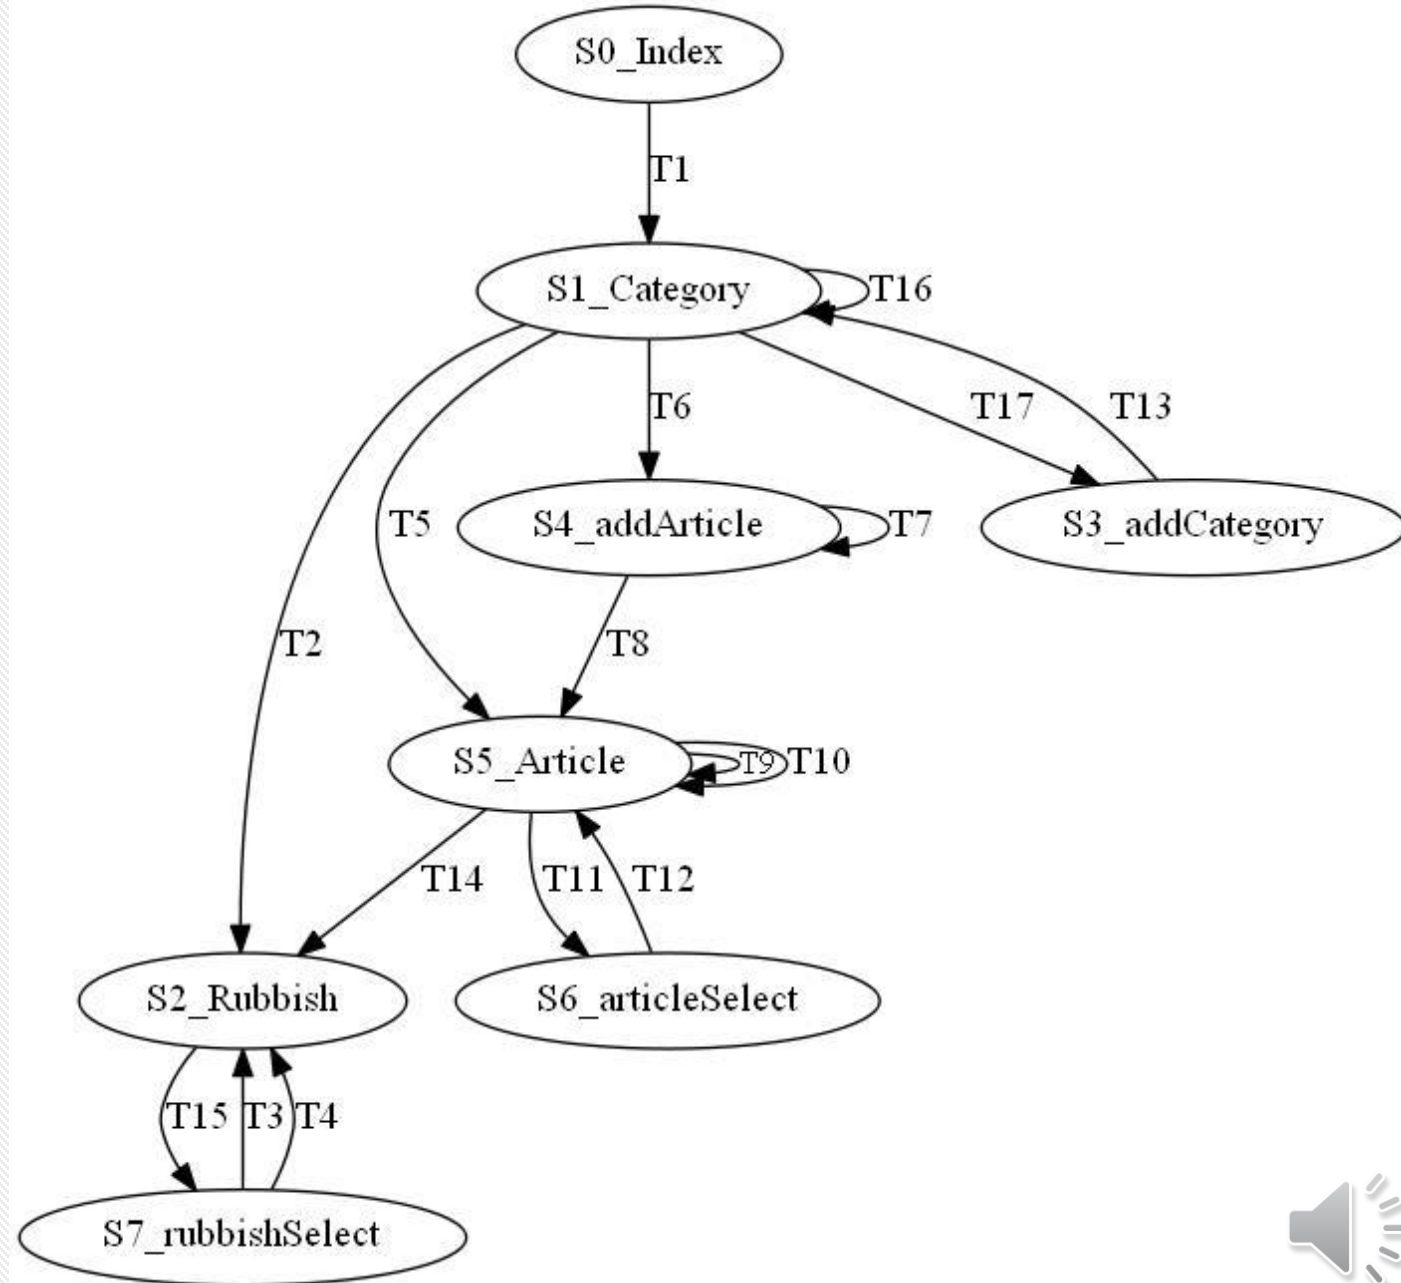 S0_Index
T1
S1_Category
T16
T6
T17
T13
T5
S4_addArticle
T7
S3_addCategory
T2
T8
S5_Article
T9
T10
T14
T11
T12
S2_Rubbish
S6_articleSelect
T15
T3
T4
S7_rubbishSelect